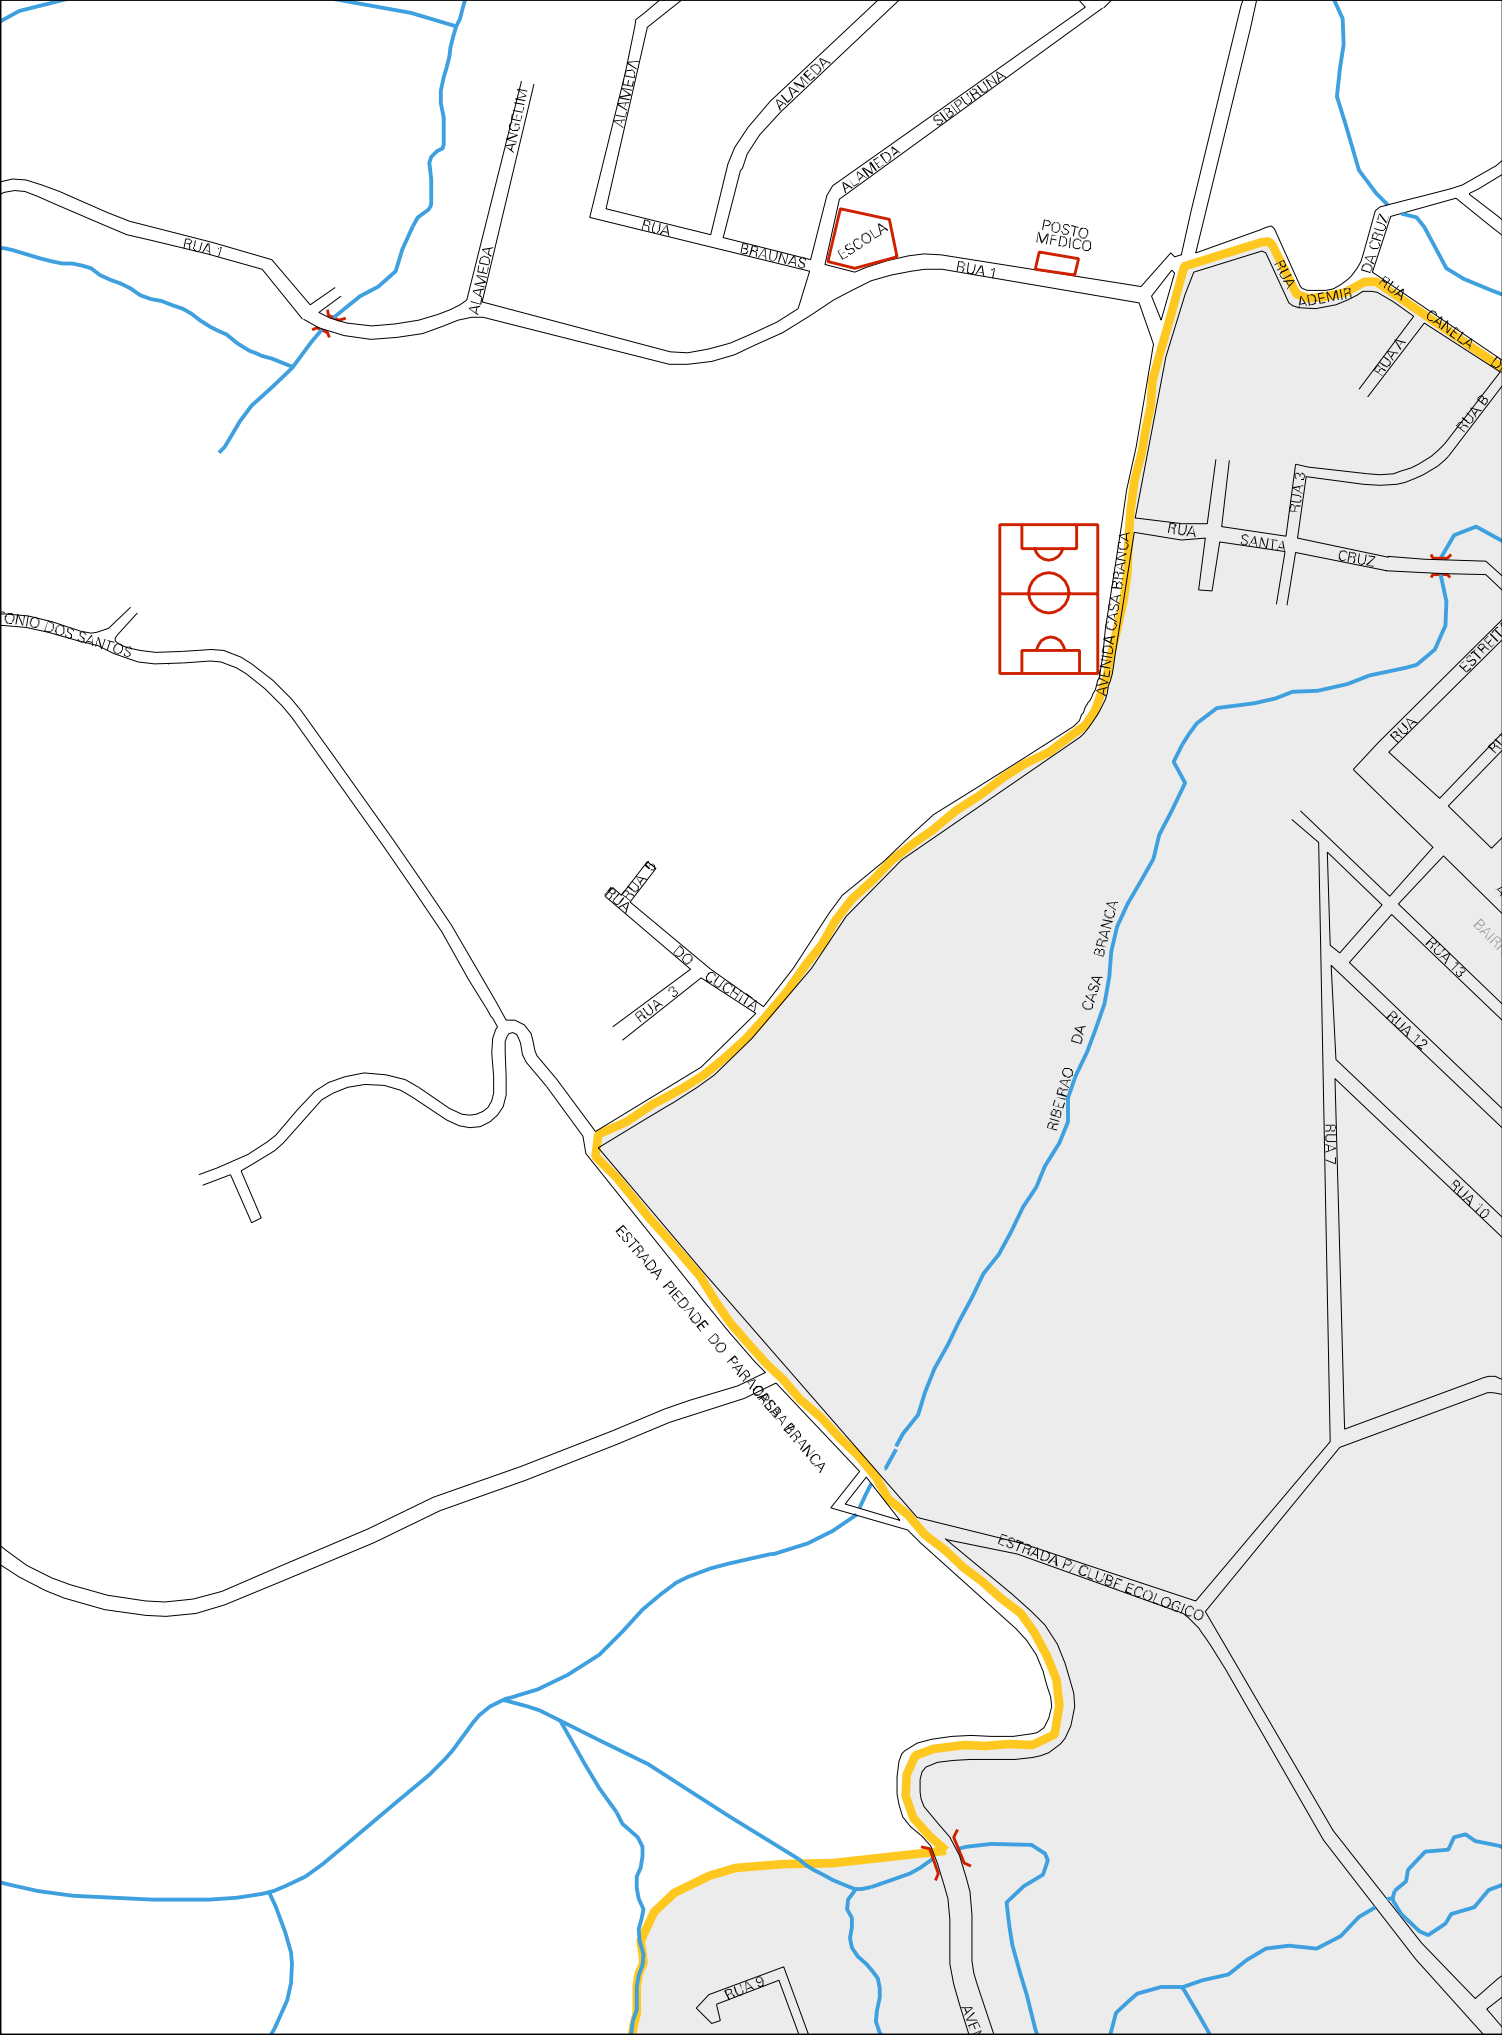 ALAMEDA
ALAMEDA
SIBIPURUNA
ALAMEDA
ANGELIM
ALAMEDA
RUA 1
RUA
BRAUNAS
ESCOLA
POSTO
MEDICO
RUA 1
DA CRUZ
RUA
ADEMIR
RUA
CANELA
RUA A
RUA B
RUA 3
RUA
SANTA
CRUZ
AVENIDA CASA BRANCA
DOS SANTOS
RUA
RUA
RUA 5
DO CUCHITA
RUA 3
RIBEIRAO DA CASA BRANCA
RUA 13
RUA 12
RUA 7
RUA 10
ESTRADA PIEDADE DO
CASA BRANCA
ESTRADA P/ CLUBE ECOLOGICO
RUA 9